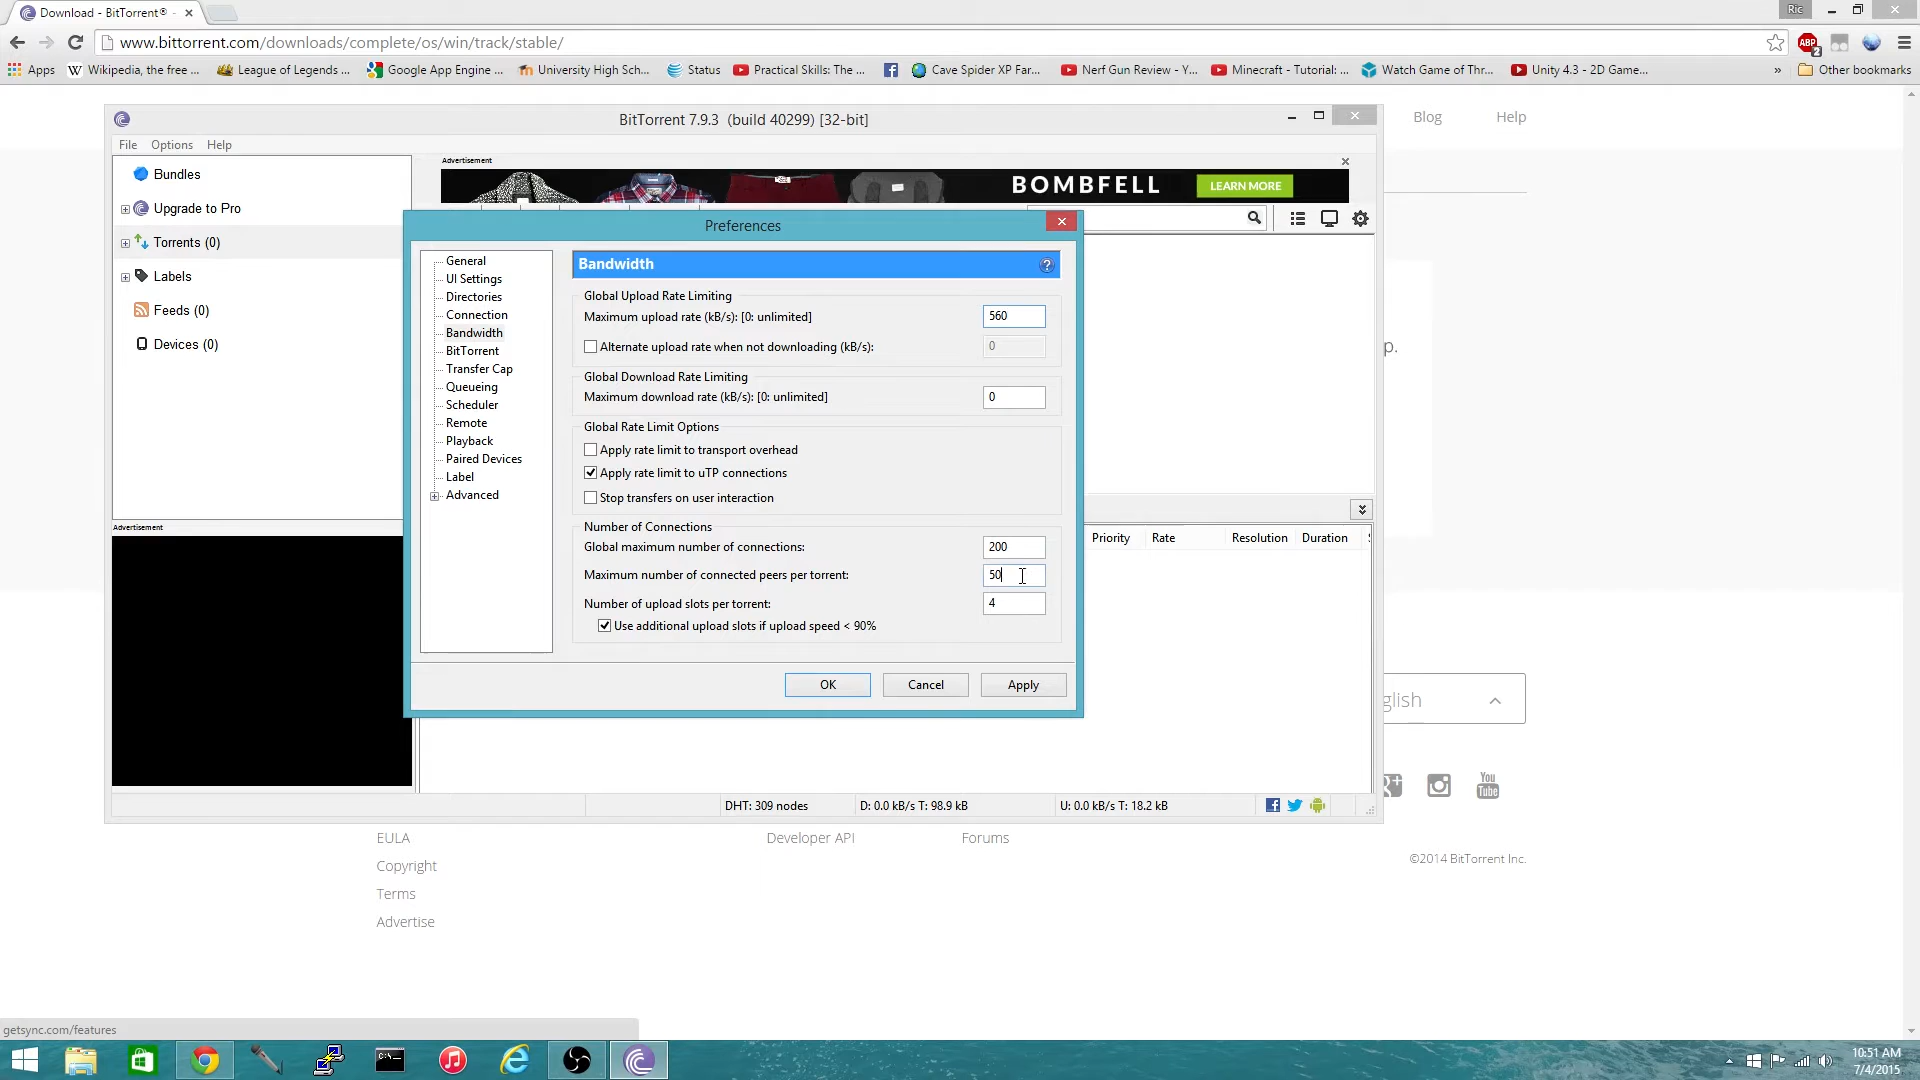 Download - BitTorrent® -
Ric
www.bittorrent.com/downloads/complete/os/win/track/stable/
ABP
2
Apps
Wikipedia, the free ...
League of Legends ...
Google App Engine ...
University High Sch...
Status
Practical Skills: The ...
Cave Spider XP Far...
Nerf Gun Review - Y...
Minecraft - Tutorial: ...
Watch Game of Thr...
Unity 4.3 - 2D Game...
»
Other bookmarks
Blog
Help
BitTorrent 7.9.3 (build 40299) [32-bit]
File
Options
Help
Advertisement
BOMBFELL
LEARN MORE
Bundles
Upgrade to Pro
Torrents (0)
Labels
Feeds (0)
Devices (0)
Advertisement
Preferences
General
UI Settings
Directories
Connection
Bandwidth
BitTorrent
Transfer Cap
Queueing
Scheduler
Remote
Playback
Paired Devices
Label
Advanced
Bandwidth
Global Upload Rate Limiting
Maximum upload rate (kB/s): [0: unlimited]
560
Alternate upload rate when not downloading (kB/s):
0
Global Download Rate Limiting
Maximum download rate (kB/s): [0: unlimited]
0
Global Rate Limit Options
Apply rate limit to transport overhead
Apply rate limit to uTP connections
Stop transfers on user interaction
Number of Connections
Global maximum number of connections:
200
Maximum number of connected peers per torrent:
50
Number of upload slots per torrent:
4
Use additional upload slots if upload speed < 90%
OK
Cancel
Apply
p.
Priority
Rate
Resolution
Duration
glish
DHT: 309 nodes
D: 0.0 kB/s T: 98.9 kB
U: 0.0 kB/s T: 18.2 kB
You
Tube
EULA
Copyright
Terms
Advertise
Developer API
Forums
©2014 BitTorrent Inc.
getsync.com/features
10:51 AM
7/4/2015